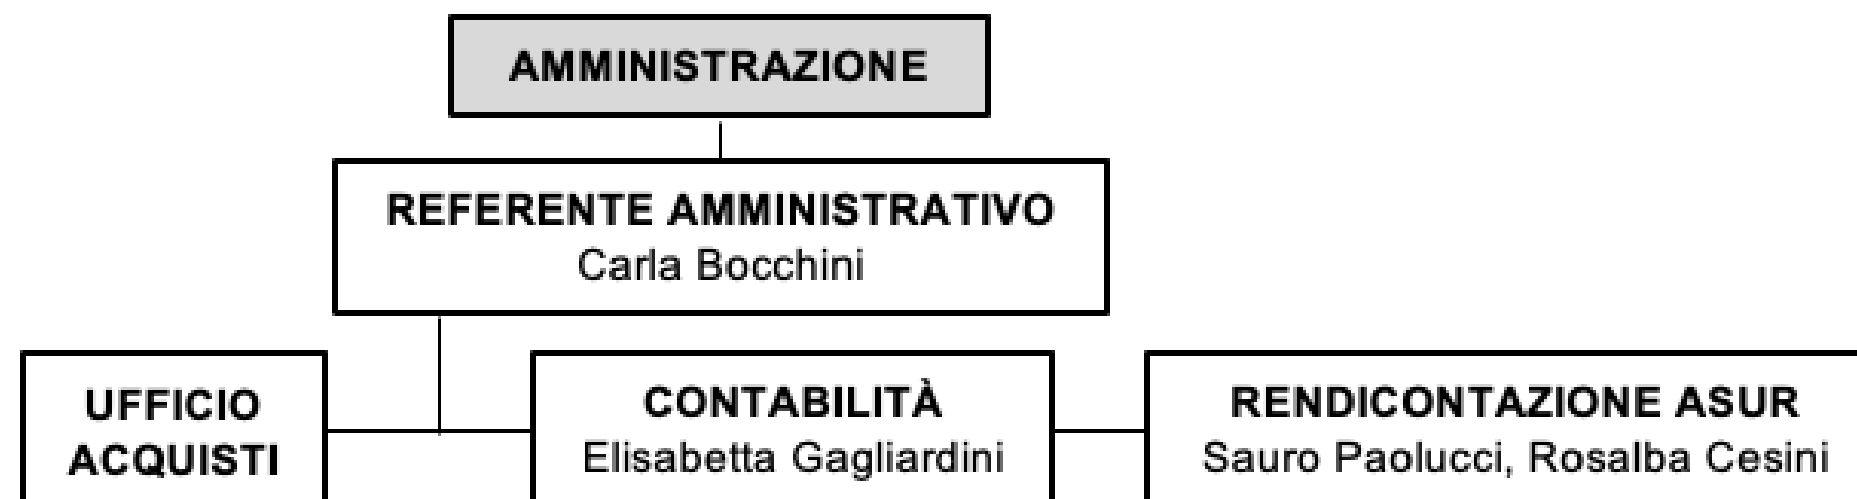 AMMINISTRAZIONE
REFERENTE AMMINISTRATIVO
Carla Bocchini
UFFICIO
ACQUISTI
CONTABILITÀ
Elisabetta Gagliardini
RENDICONTAZIONE ASUR
Sauro Paolucci, Rosalba Cesini